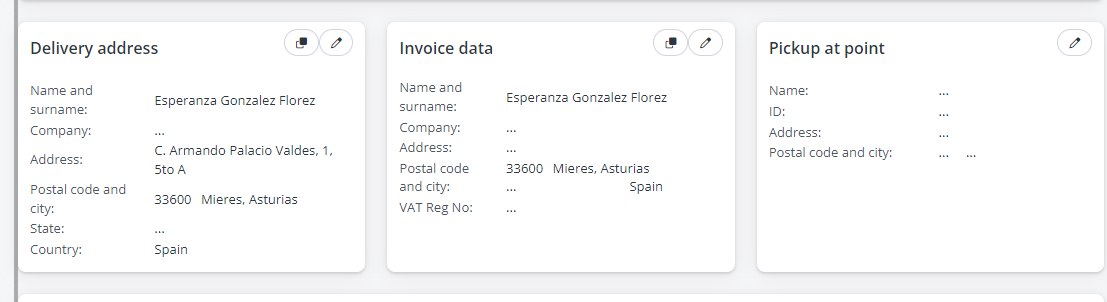 Delivery address
Name and surname: Esperanza Gonzalez Florez
Company: ...
Address: C. Armando Palacio Valdes, 1, 5to A
Postal code and city: 33600 Mieres, Asturias
State: ...
Country: Spain
Invoice data
Name and surname: Esperanza Gonzalez Florez
Company: ...
Address: ...
Postal code and city: 33600 Mieres, Asturias
... Spain
VAT Reg No: ...
Pickup at point
Name: ...
ID: ...
Address: ...
Postal code and city: ... ...